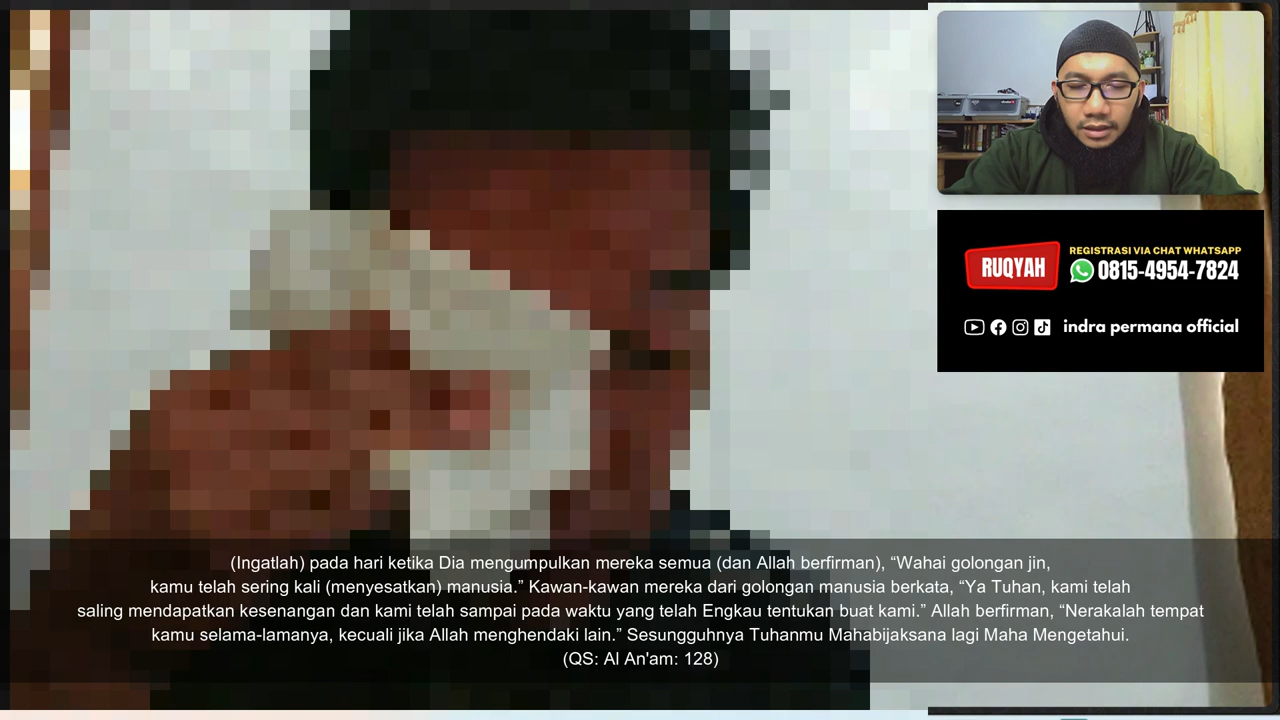 RUQYAH
REGISTRASI VIA CHAT WHATSAPP
0815-4954-7824
indra permana official
(Ingatlah) pada hari ketika Dia mengumpulkan mereka semua (dan Allah berfirman), “Wahai golongan jin,
kamu telah sering kali (menyesatkan) manusia.” Kawan-kawan mereka dari golongan manusia berkata, “Ya Tuhan, kami telah
saling mendapatkan kesenangan dan kami telah sampai pada waktu yang telah Engkau tentukan buat kami.” Allah berfirman, “Nerakalah tempat
kamu selama-lamanya, kecuali jika Allah menghendaki lain.” Sesungguhnya Tuhanmu Mahabijaksana lagi Maha Mengetahui.
(QS: Al An'am: 128)